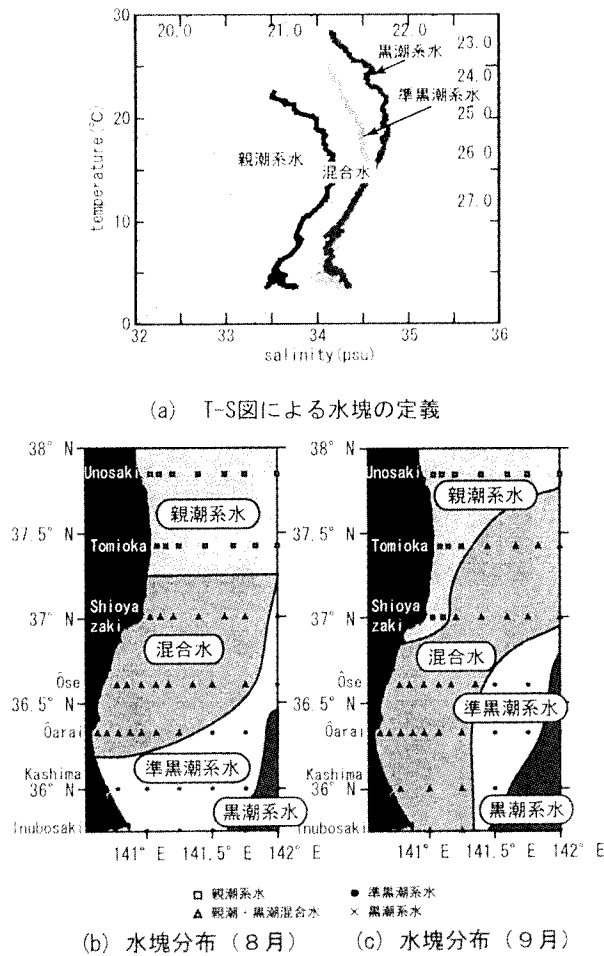 30
20.0
21.0
22.0
23.0
黒潮系水
24.0
準黒潮系水
25.0
20
親潮系水
混合水
26.0
27.0
10
0
temperature(℃)
32
33
34
35
36
salinity(psu)
(a) T-S図による水塊の定義
38° N
Unosaki
親潮系水
37.5° N
Tomioka
37° N
Shioya
zaki
混合水
Ôse
36.5° N
Ôarai
準黒潮系水
Kashima
36° N
黒潮系水
Inubosaki
141° E
141.5° E
142° E
38° N
Unosaki
親潮系水
37.5° N
Tomioka
37° N
Shioya
zaki
混合水
Ôse
36.5° N
準黒潮系水
Ôarai
Kashima
36° N
黒潮系水
Inubosaki
141° E
141.5° E
142° E
親潮系水
準黒潮系水
親潮・黒潮混合水
× 黒潮系水
(b) 水塊分布(8月)
(c) 水塊分布(9月)